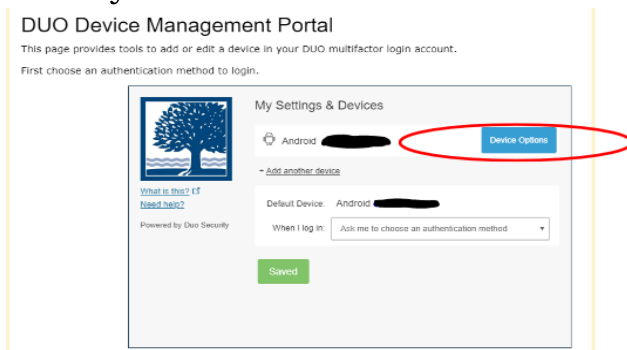 DUO Device Management Portal
This page provides tools to add or edit a device in your DUO multifactor login account.
First choose an authentication method to login.
My Settings & Devices
Android
Device Options
+ Add another device
What is this?
Need help?
Powered by Duo Security
Default Device: Android
When I log in: Ask me to choose an authentication method
Saved